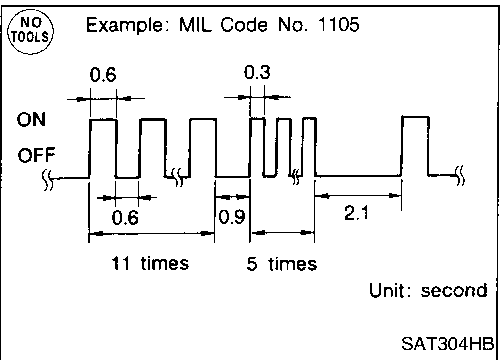 NO
TOOLS
Example: MIL Code No. 1105
0.6
0.3
ON
OFF
0.6
0.9
2.1
11 times
5 times
Unit: second
SAT304HB